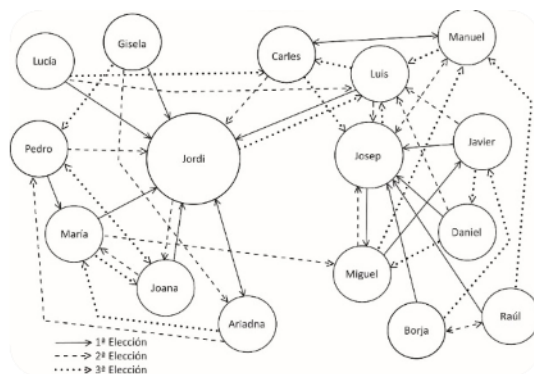 Lucía
Gisela
Carles
Manuel
Luis
Pedro
Jordi
Josep
Javier
María
Daniel
Joana
Miguel
Ariadna
Borja
Raúl
1ª Elección
2ª Elección
3ª Elección